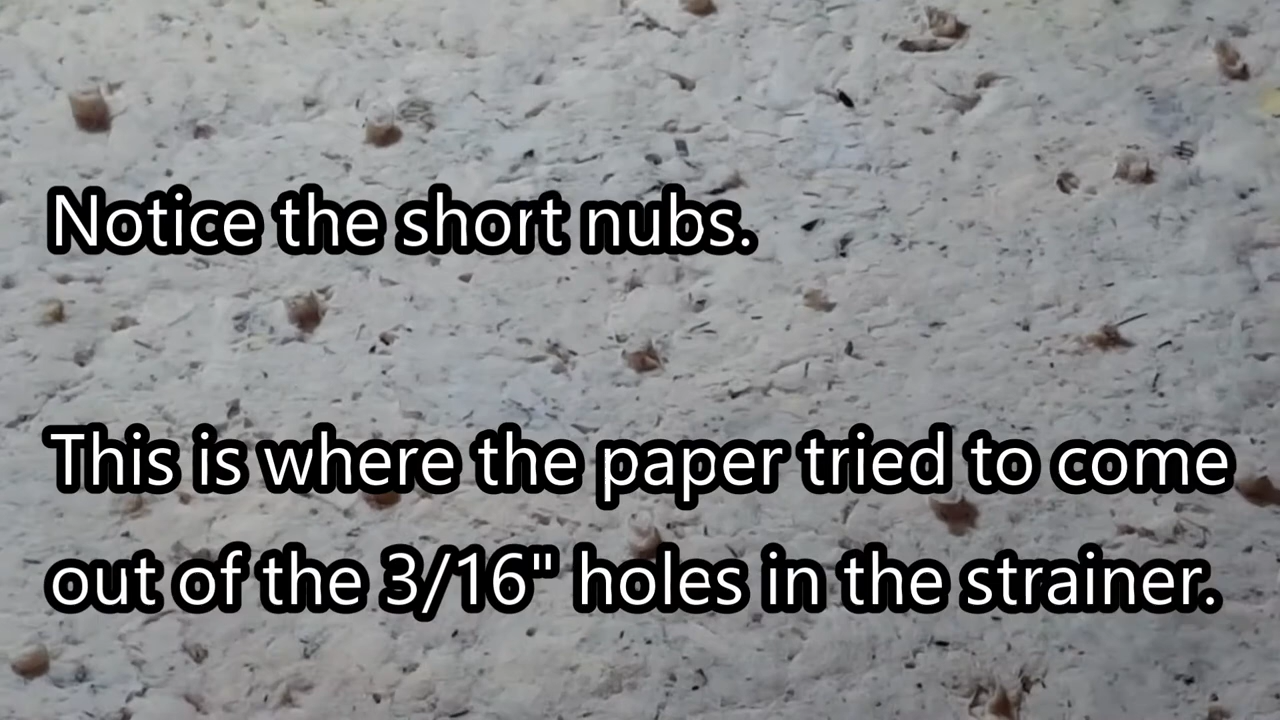 Notice the short nubs.
This is where the paper tried to come
out of the 3/16" holes in the strainer.